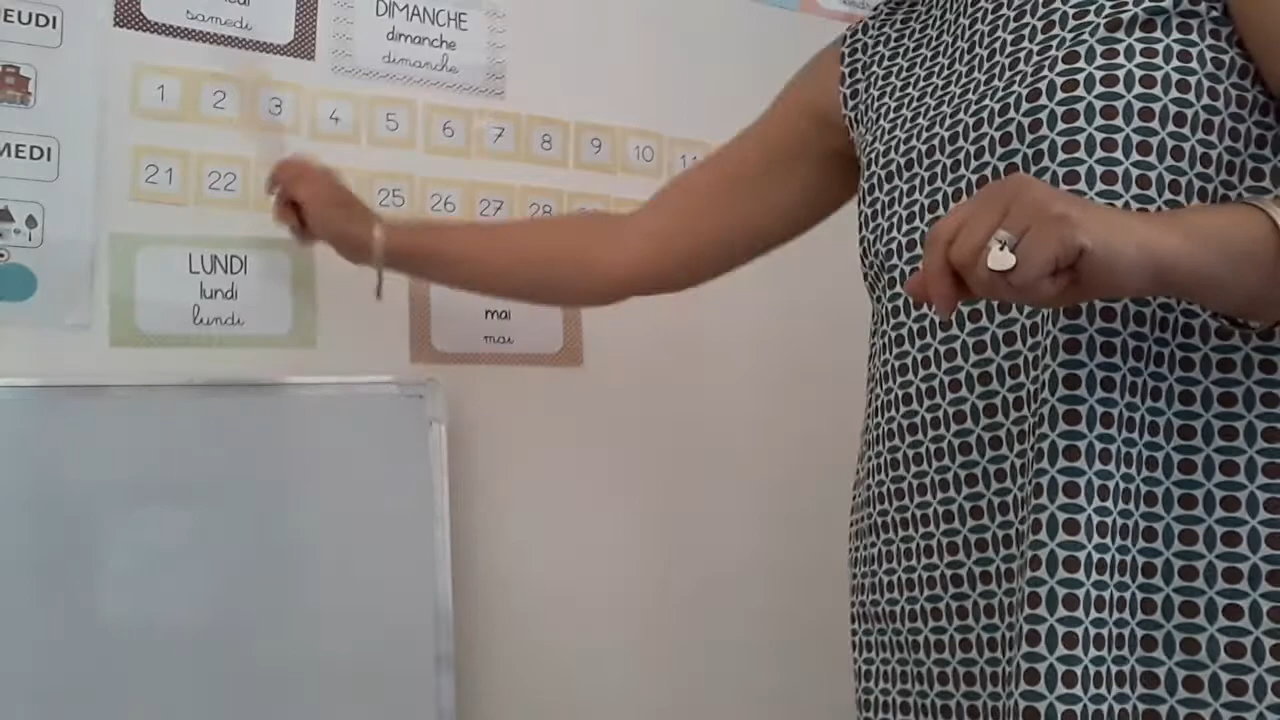 EUDI
MEDI
samedi
DIMANCHE
dimanche
dimanche
1 2 3 4 5 6 7 8 9 10 11
21 22 25 26 27 28
LUNDI
lundi
lundi
mai
mai